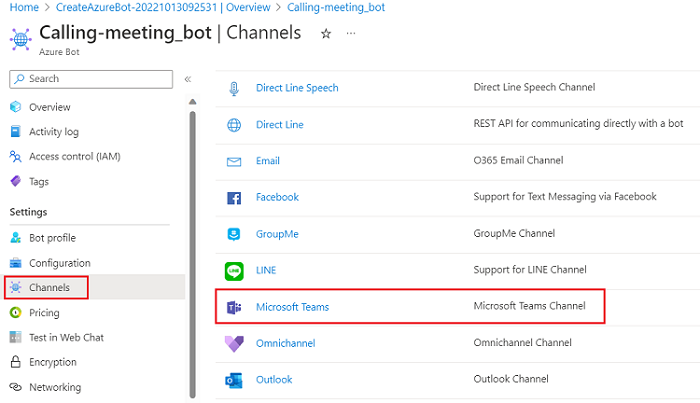 Home > CreateAzureBot-20221013092531 | Overview > Calling-meeting_bot
Calling-meeting_bot | Channels
Azure Bot
Search
Overview
Activity log
Access control (IAM)
Tags
Settings
Bot profile
Configuration
Channels
Pricing
Test in Web Chat
Encryption
Networking
Direct Line Speech Direct Line Speech Channel
Direct Line REST API for communicating directly with a bot
Email O365 Email Channel
Facebook Support for Text Messaging via Facebook
GroupMe GroupMe Channel
LINE LINE Support for LINE Channel
Microsoft Teams Microsoft Teams Channel
Omnichannel Omnichannel Channel
Outlook Outlook Channel